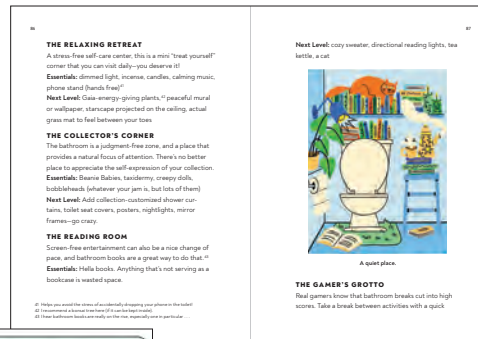 86
THE RELAXING RETREAT
A stress-free self-care center, this is a mini “treat yourself”
corner that you can visit daily—you deserve it!
Essentials: dimmed light, incense, candles, calming music,
phone stand (hands free)41
Next Level: Gaia-energy-giving plants,42 peaceful mural
or wallpaper, starscape projected on the ceiling, actual
grass mat to feel between your toes
THE COLLECTOR’S CORNER
The bathroom is a judgment-free zone, and a place that
provides a natural focus of attention. There’s no better
place to appreciate the self-expression of your collection.
Essentials: Beanie Babies, taxidermy, creepy dolls,
bobbleheads (whatever your jam is, but lots of them)
Next Level: Add collection-customized shower cur-
tains, toilet seat covers, posters, nightlights, mirror
frames—go crazy.
THE READING ROOM
Screen-free entertainment can also be a nice change of
pace, and bathroom books are a great way to do that.43
Essentials: Hella books. Anything that’s not serving as a
bookcase is wasted space.
41 Helps you avoid the stress of accidentally dropping your phone in the toilet!
42 I recommend a bonsai tree here (if it can be kept inside).
43 I hear bathroom books are really on the rise, especially one in particular . . .
87
Next Level: cozy sweater, directional reading lights, tea
kettle, a cat
A quiet place.
THE GAMER’S GROTTO
Real gamers know that bathroom breaks cut into high
scores. Take a break between activities with a quick